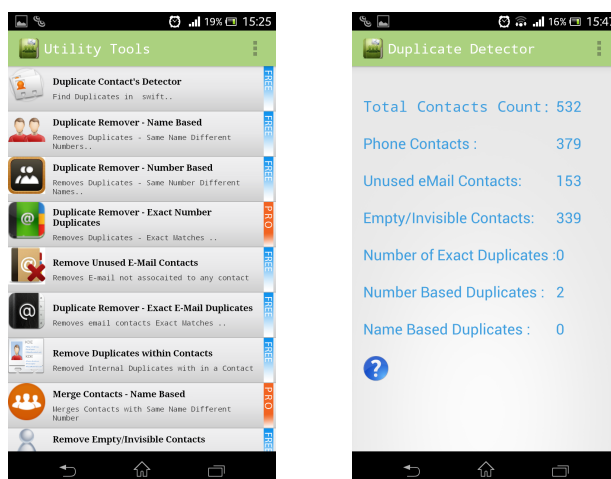 19% 15:25
Utility Tools
Duplicate Contact's Detector
Find Duplicates in swift..
FREE
Duplicate Remover - Name Based
Removes Duplicates - Same Name Different
Numbers..
FREE
Duplicate Remover - Number Based
Removes Duplicates - Same Number Different
Names..
FREE
Duplicate Remover - Exact Number
Duplicates
Removes Duplicates - Exact Matches ..
PRO
Remove Unused E-Mail Contacts
Removes E-mail not assocaited to any contact
FREE
Duplicate Remover - Exact E-Mail Duplicates
Removes email contacts Exact Matches ..
FREE
Remove Duplicates within Contacts
Removed Internal Duplicates with in a Contact
FREE
Merge Contacts - Name Based
Merges Contacts with Same Name Different
Number
PRO
Remove Empty/Invisible Contacts
FREE
16% 15:47
Duplicate Detector
Total Contacts Count: 532
Phone Contacts : 379
Unused eMail Contacts: 153
Empty/Invisible Contacts: 339
Number of Exact Duplicates :0
Number Based Duplicates : 2
Name Based Duplicates : 0
?